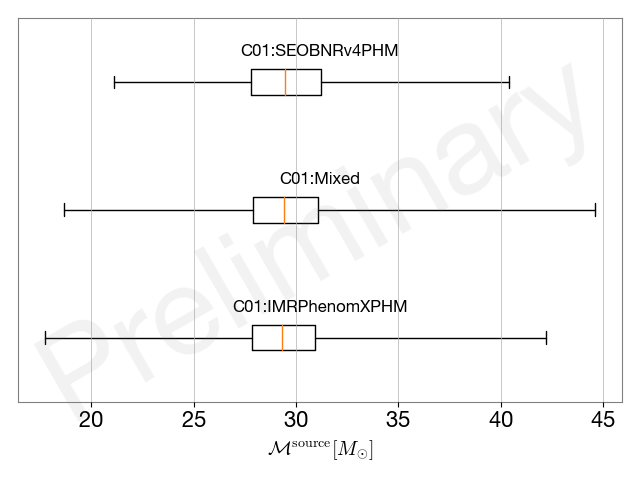 C01:SEOBNRv4PHM
C01:Mixed
C01:IMRPhenomXPHM
Preliminary
20 25 30 35 40 45
ℳ^source[M_⊙]